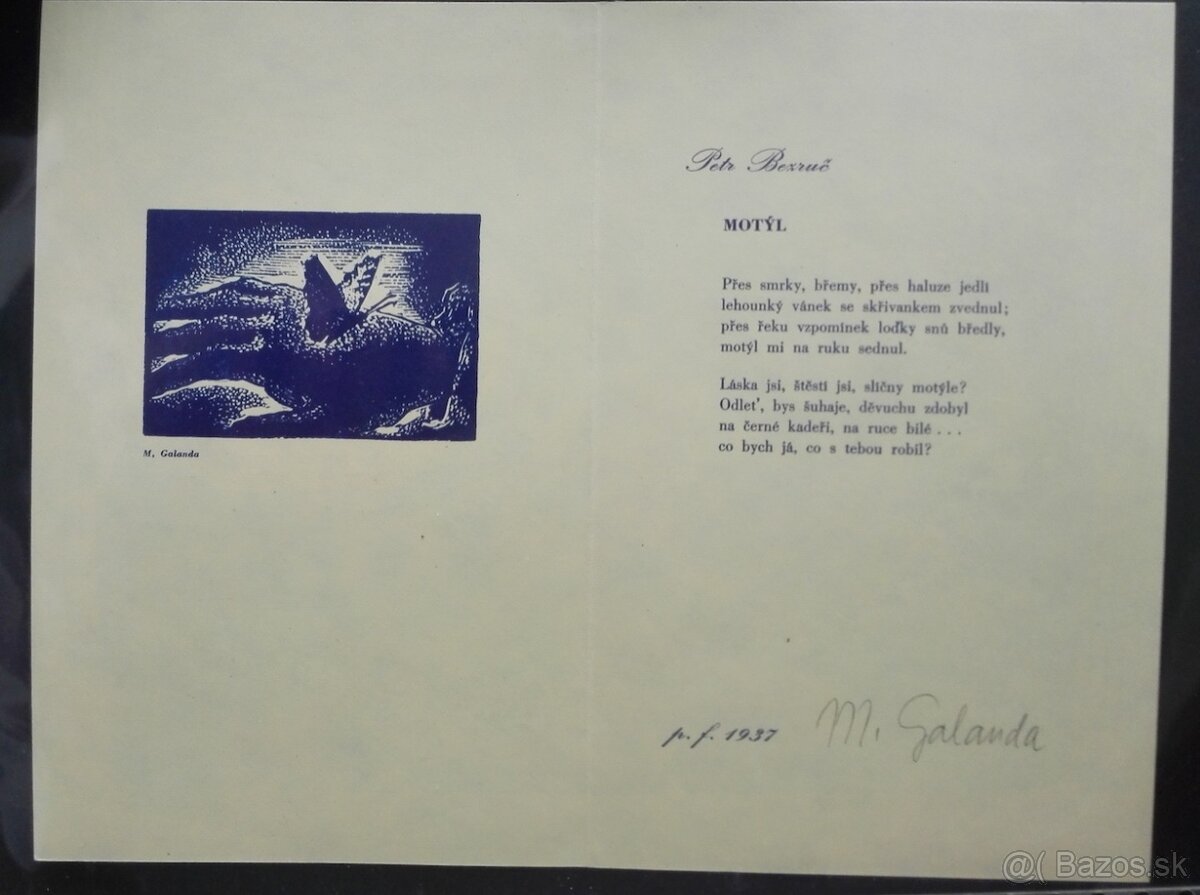 M. Galanda
Petr Bezruč
MOTÝL
Přes smrky, břemy, přes haluze jedlí
lehounký vánek se skřivankem zvednul;
přes řeku vzpomínek loďky snů bředly,
motýl mi na ruku sednul.
Láska jsi, štěstí jsi, sličny motýle?
Odleť, bys šuhaje, děvuchu zdobyl
na černé kadeři, na ruce bílé . . .
co bych já, co s tebou robil?
p. f. 1937
M. Galanda
@( Bazos.sk